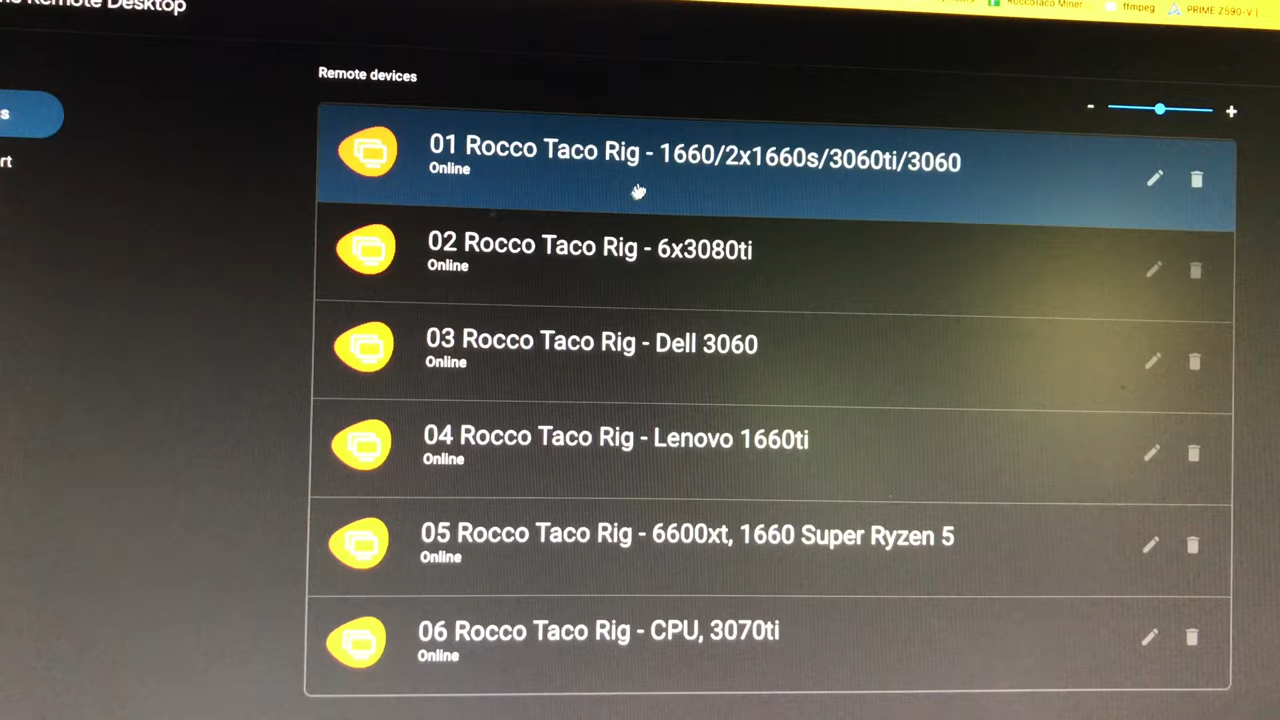 Remote Desktop
RoccoTaco Miner
ffmpeg
PRIME Z590-V |...
Remote devices
- +
01 Rocco Taco Rig - 1660/2x1660s/3060ti/3060
Online
02 Rocco Taco Rig - 6x3080ti
Online
03 Rocco Taco Rig - Dell 3060
Online
04 Rocco Taco Rig - Lenovo 1660ti
Online
05 Rocco Taco Rig - 6600xt, 1660 Super Ryzen 5
Online
06 Rocco Taco Rig - CPU, 3070ti
Online